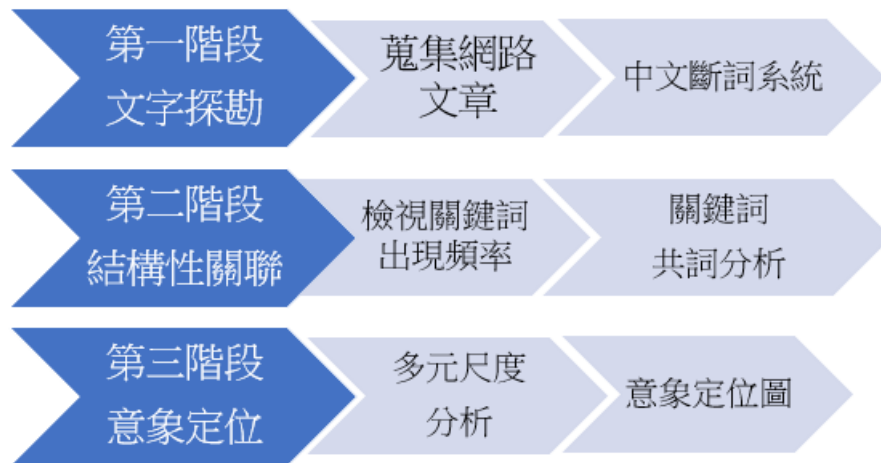 第一階段
文字探勘
蒐集網路
文章
中文斷詞系統
第二階段
結構性關聯
檢視關鍵詞
出現頻率
關鍵詞
共詞分析
第三階段
意象定位
多元尺度
分析
意象定位圖